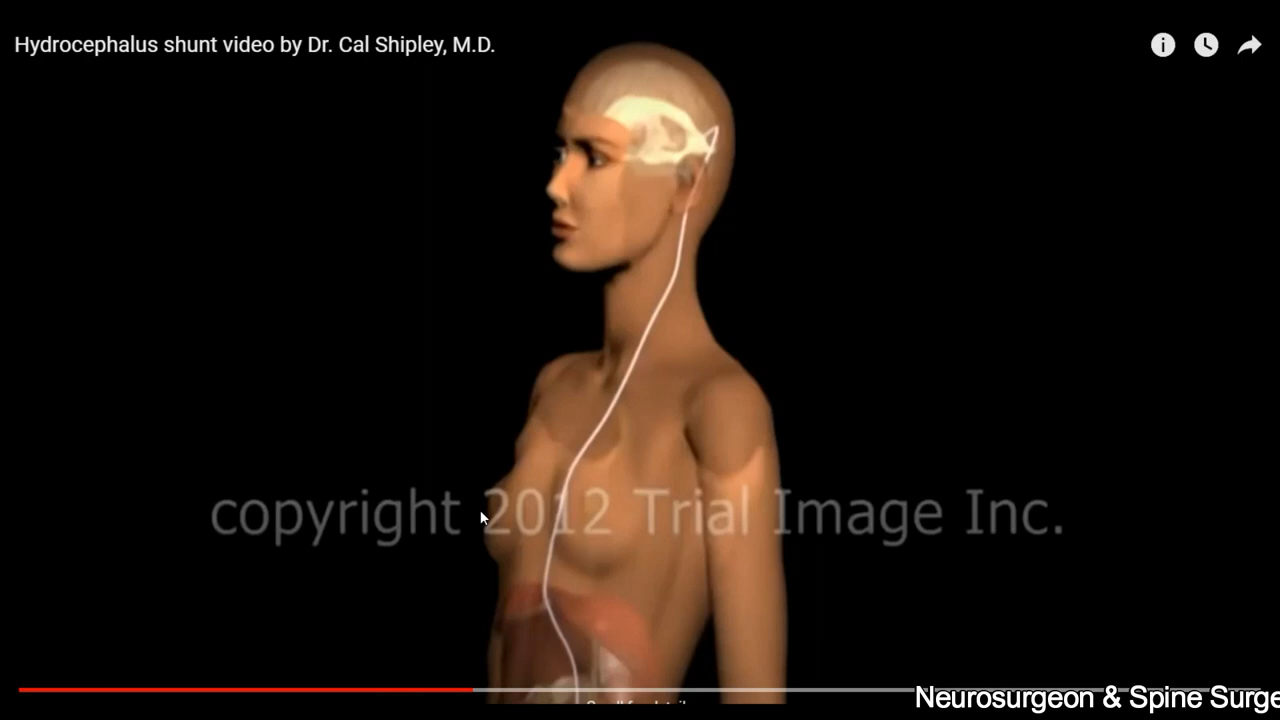 Hydrocephalus shunt video by Dr. Cal Shipley, M.D.
copyright 2012 Trial Image Inc.
Neurosurgeon & Spine Surge